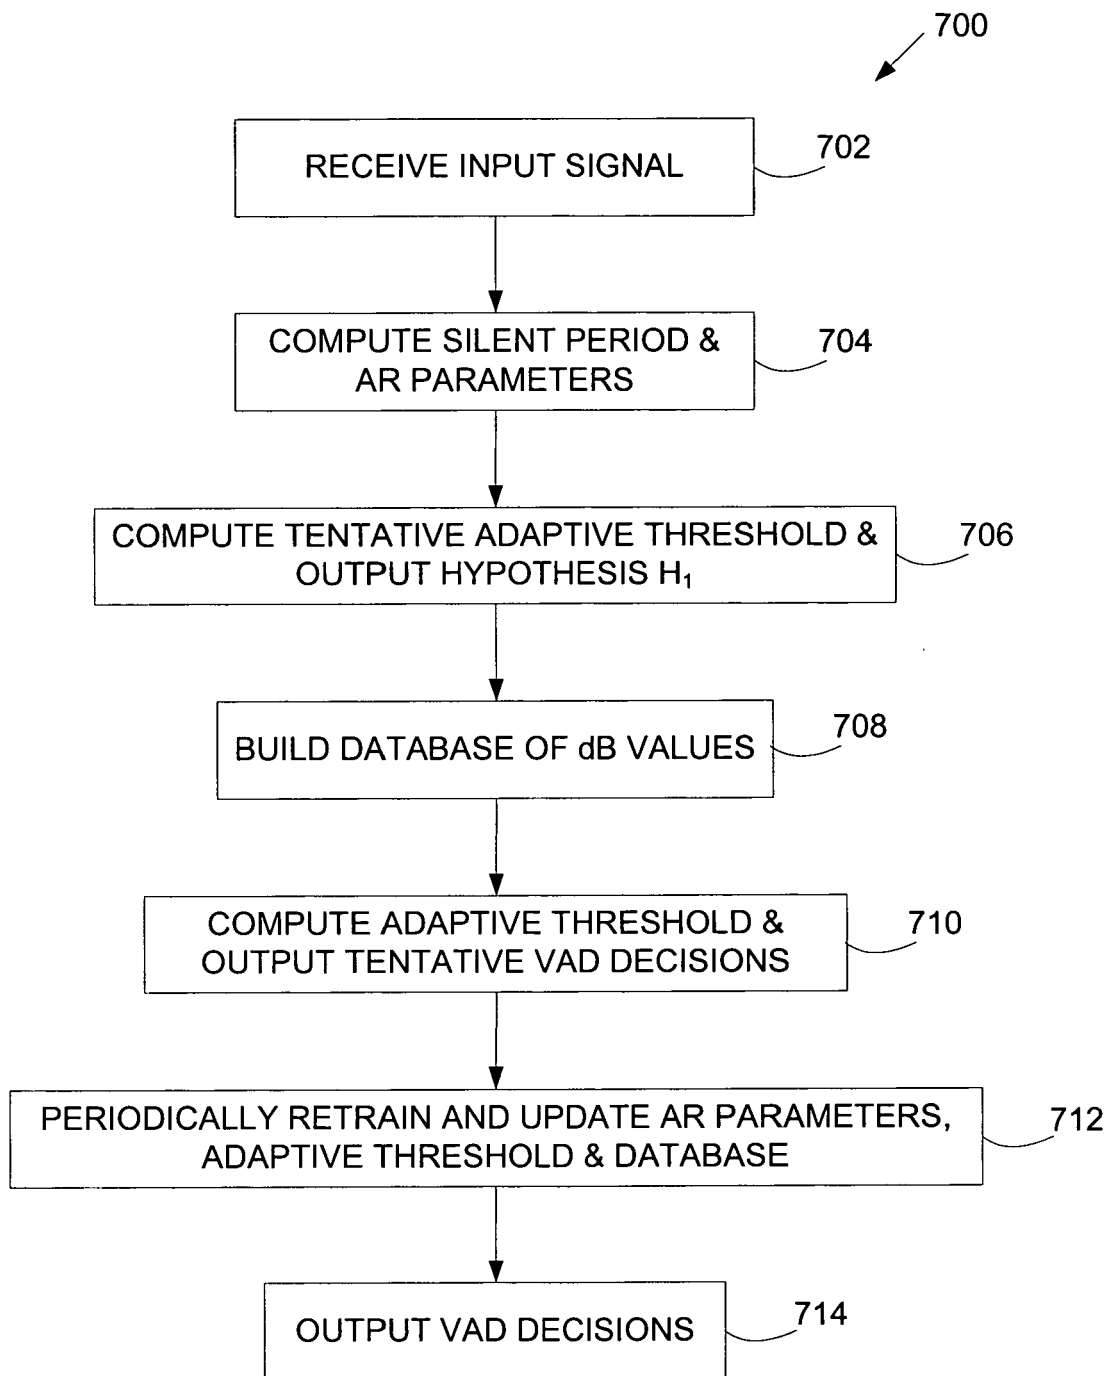 700
RECEIVE INPUT SIGNAL
702
COMPUTE SILENT PERIOD &
AR PARAMETERS
704
COMPUTE TENTATIVE ADAPTIVE THRESHOLD &
OUTPUT HYPOTHESIS H₁
706
BUILD DATABASE OF dB VALUES
708
COMPUTE ADAPTIVE THRESHOLD &
OUTPUT TENTATIVE VAD DECISIONS
710
PERIODICALLY RETRAIN AND UPDATE AR PARAMETERS,
ADAPTIVE THRESHOLD & DATABASE
712
OUTPUT VAD DECISIONS
714